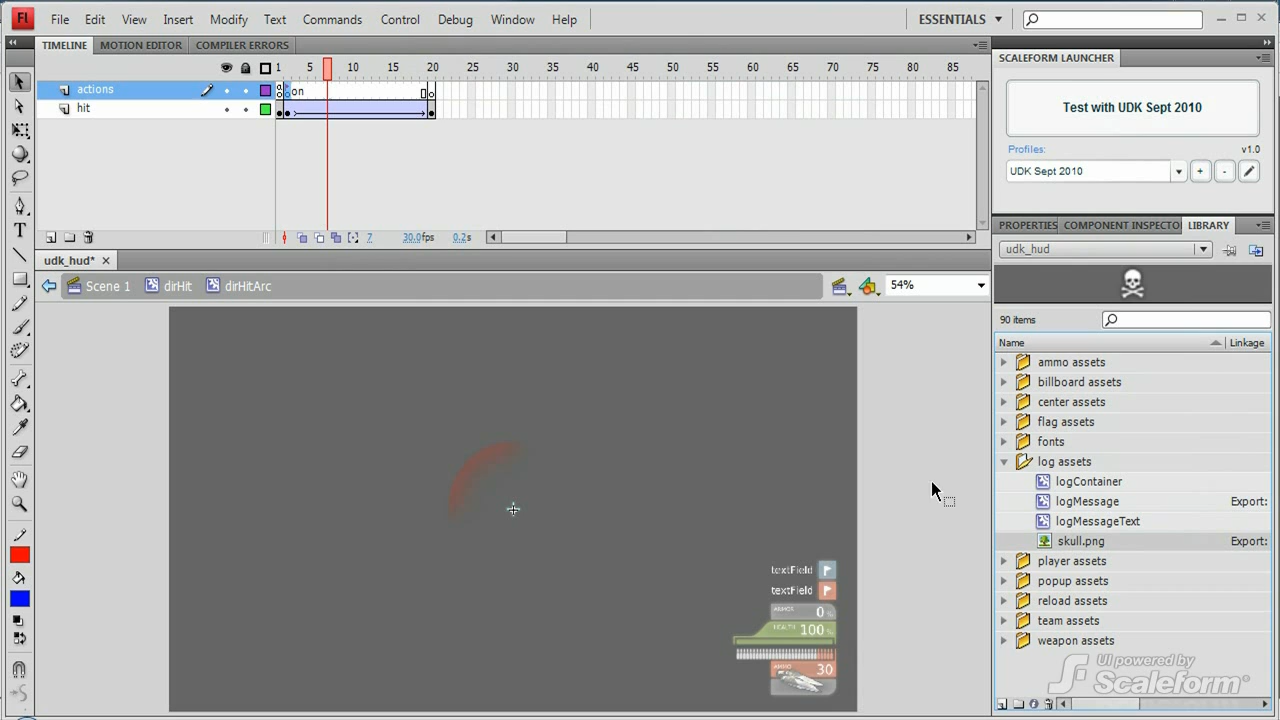 Fl File Edit View Insert Modify Text Commands Control Debug Window Help ESSENTIALS
TIMELINE MOTION EDITOR COMPILER ERRORS
1 5 10 15 20 25 30 35 40 45 50 55 60 65 70 75 80 85
actions
on
hit
7 30.0fps 0.2s
SCALEFORM LAUNCHER
Test with UDK Sept 2010
Profiles: v1.0
UDK Sept 2010 + -
PROPERTIES COMPONENT INSPECTO LIBRARY
udk_hud
90 items
Name Linkage
ammo assets
billboard assets
center assets
flag assets
fonts
log assets
logContainer
logMessage Export:
logMessageText
skull.png Export:
player assets
popup assets
reload assets
team assets
weapon assets
udk_hud*
Scene 1 dirHit dirHitArc 54%
textField
textField
0 %
HEALTH 100 %
AMMO 30
UI powered by
Scaleform